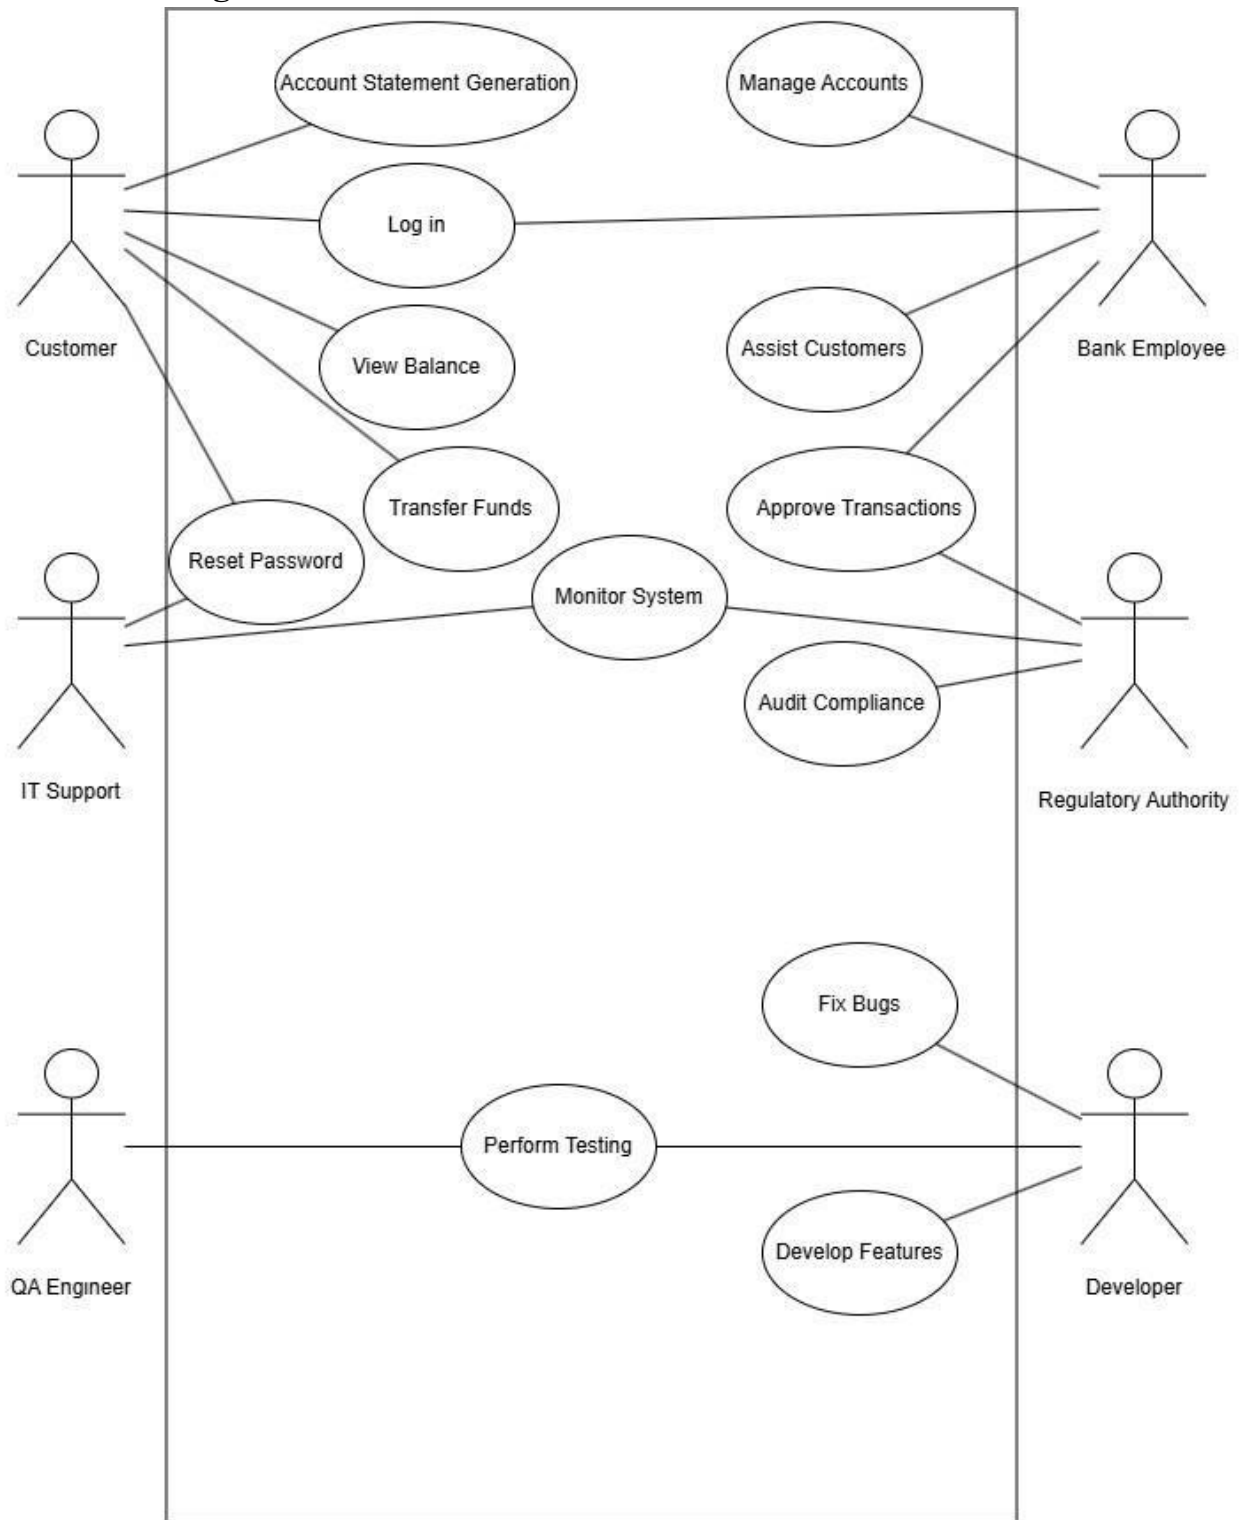 Account Statement Generation
Manage Accounts
Log in
Customer
View Balance
Assist Customers
Bank Employee
Transfer Funds
Approve Transactions
Reset Password
Monitor System
Audit Compliance
IT Support
Regulatory Authority
Fix Bugs
Perform Testing
Develop Features
QA Engineer
Developer